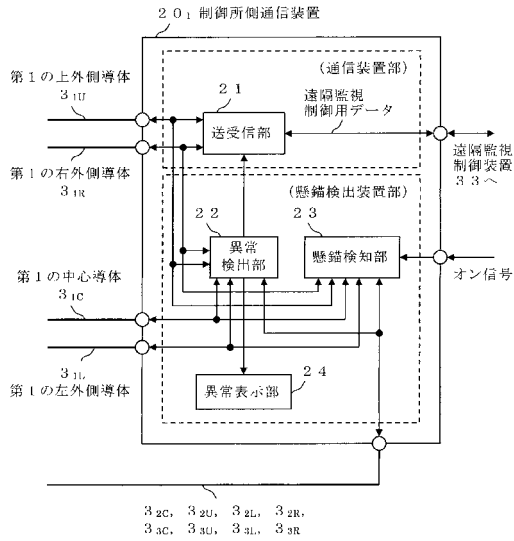 20₁ 制御所側通信装置
(通信装置部)
第1の上外側導体
3₁U
21
送受信部
遠隔監視
制御用データ
遠隔監視
制御装置
33へ
第1の右外側導体
3₁R
(懸錨検出装置部)
22
異常
検出部
23
懸錨検知部
オン信号
第1の中心導体
3₁C
3₁L
第1の左外側導体
24
異常表示部
3₂C, 3₂U, 3₂L, 3₂R,
3₃C, 3₃U, 3₃L, 3₃R